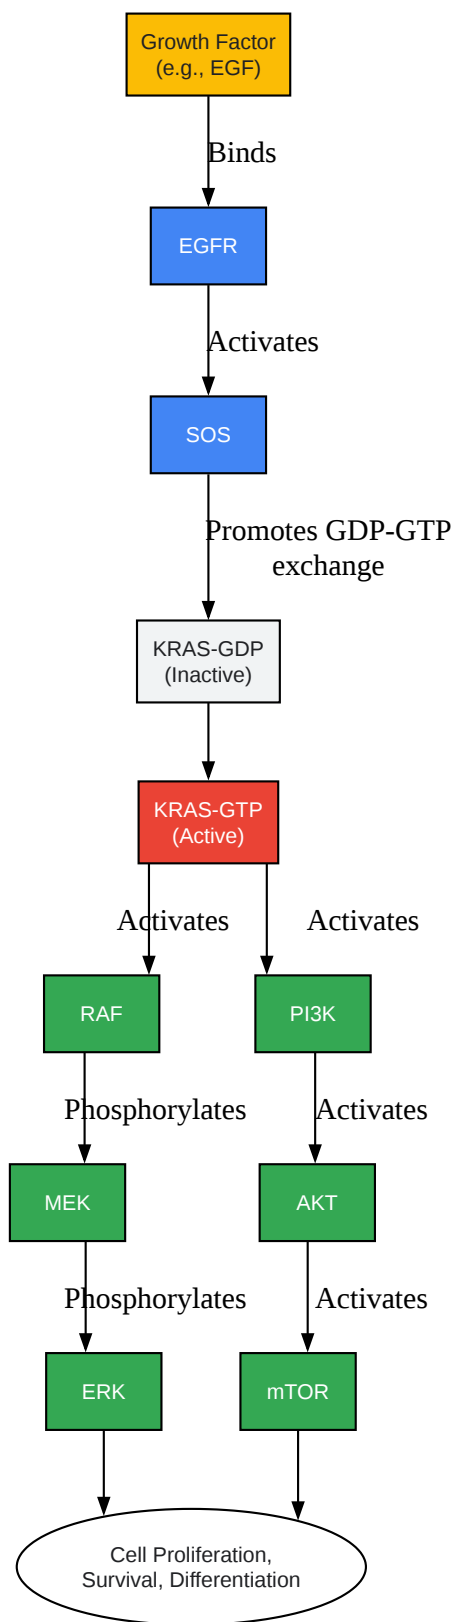 Growth Factor
(e.g., EGF)
Binds
EGFR
Activates
SOS
Promotes GDP-GTP
exchange
KRAS-GDP
(Inactive)
KRAS-GTP
(Active)
Activates
Activates
RAF
PI3K
Phosphorylates
Activates
MEK
AKT
Phosphorylates
Activates
ERK
mTOR
Cell Proliferation,
Survival, Differentiation